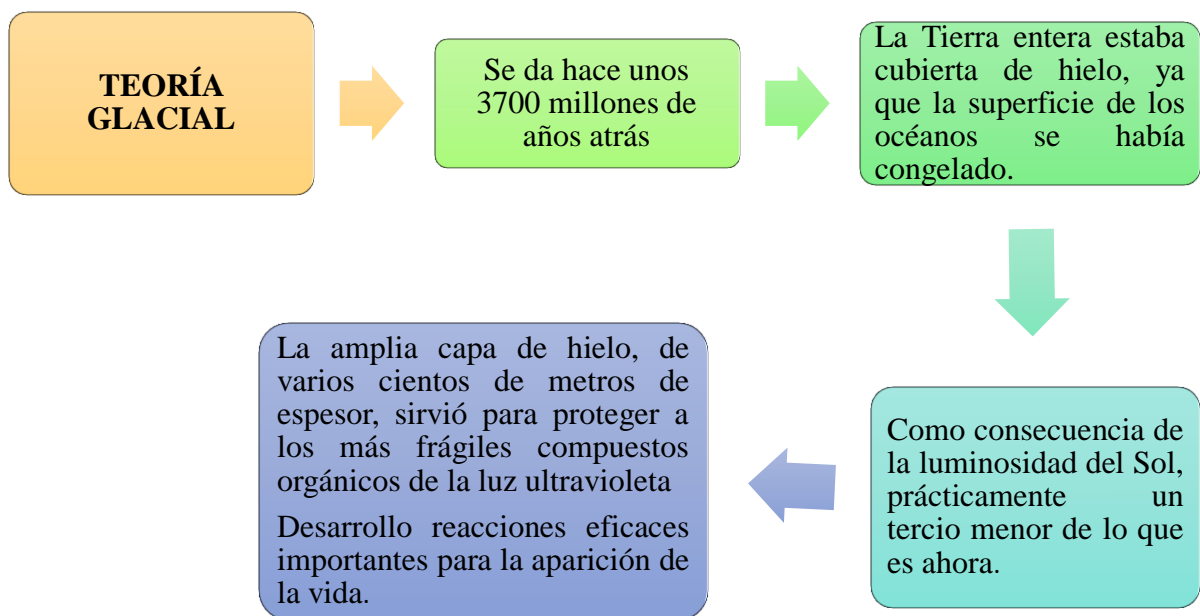 TEORÍA
GLACIAL
Se da hace unos
3700 millones de
años atrás
La Tierra entera estaba
cubierta de hielo, ya
que la superficie de los
océanos se había
congelado.
Como consecuencia de
la luminosidad del Sol,
prácticamente un
tercio menor de lo que
es ahora.
La amplia capa de hielo, de
varios cientos de metros de
espesor, sirvió para proteger a
los más frágiles compuestos
orgánicos de la luz ultravioleta
Desarrollo reacciones eficaces
importantes para la aparición de
la vida.